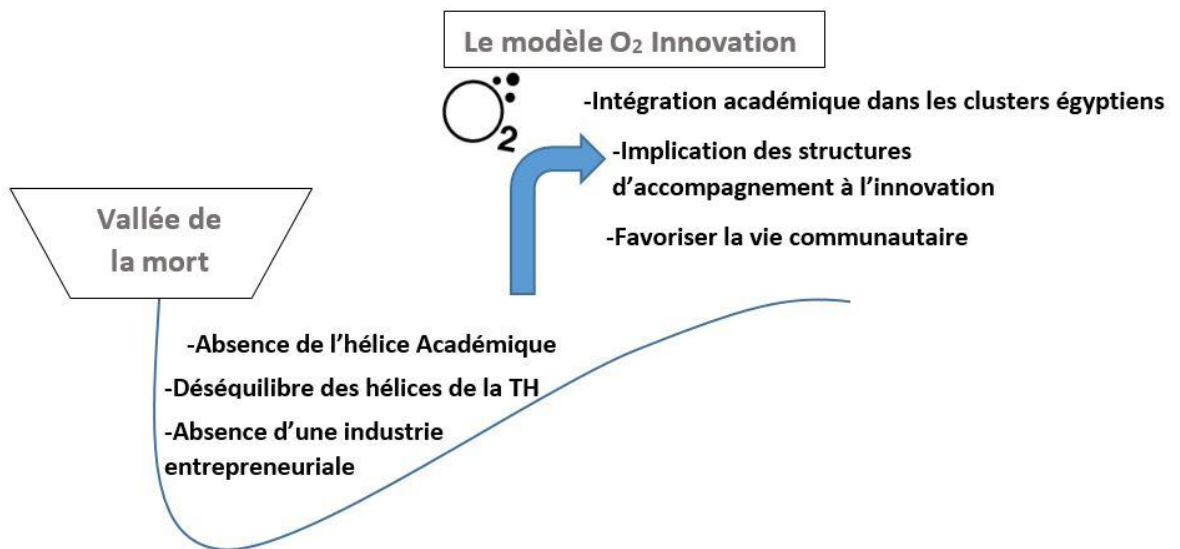 Le modèle O₂ Innovation
2
-Intégration académique dans les clusters égyptiens
-Implication des structures
d’accompagnement à l’innovation
-Favoriser la vie communautaire
Vallée de
la mort
-Absence de l’hélice Académique
-Déséquilibre des hélices de la TH
-Absence d’une industrie
entrepreneuriale